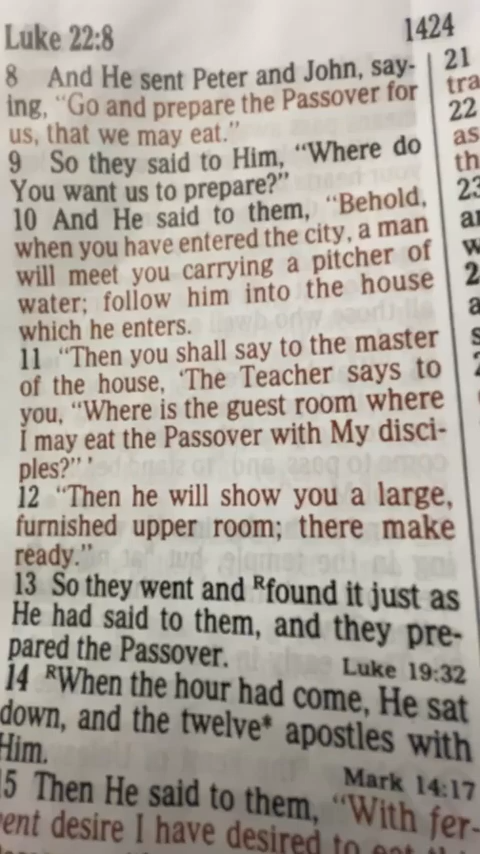 Luke 22:8
1424
8 And He sent Peter and John, say-
ing, “Go and prepare the Passover for
us, that we may eat.”
9 So they said to Him, “Where do
You want us to prepare?”
10 And He said to them, “Behold,
when you have entered the city, a man
will meet you carrying a pitcher of
water; follow him into the house
which he enters.
11 “Then you shall say to the master
of the house, ‘The Teacher says to
you, “Where is the guest room where
I may eat the Passover with My disci-
ples?” ’
12 “Then he will show you a large,
furnished upper room; there make
ready.”
13 So they went and ᴿfound it just as
He had said to them, and they pre-
pared the Passover. Luke 19:32
14 ᴿWhen the hour had come, He sat
down, and the twelve* apostles with
Him. Mark 14:17
15 Then He said to them, “With fer-
vent desire I have desired to eat
21
tra
22
as
th
23